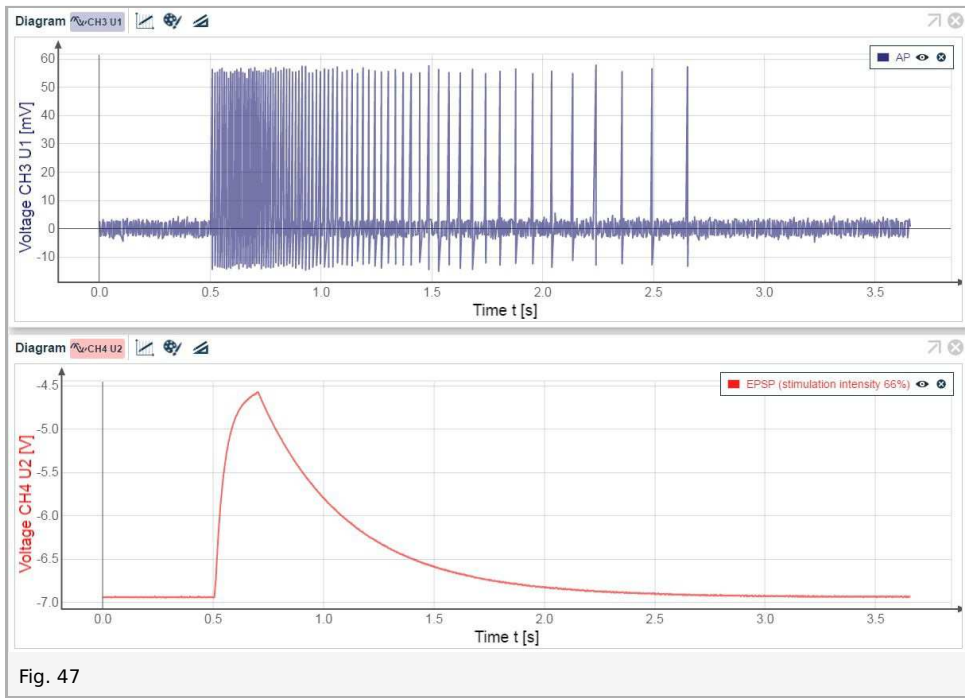 Diagram CH3 U1
AP
Voltage CH3 U1 [mV]
60
50
40
30
20
10
0
-10
0.0 0.5 1.0 1.5 2.0 2.5 3.0 3.5
Time t [s]
Diagram CH4 U2
EPSP (stimulation intensity 66%)
Voltage CH4 U2 [V]
-4.5
-5.0
-5.5
-6.0
-6.5
-7.0
0.0 0.5 1.0 1.5 2.0 2.5 3.0 3.5
Time t [s]
Fig. 47